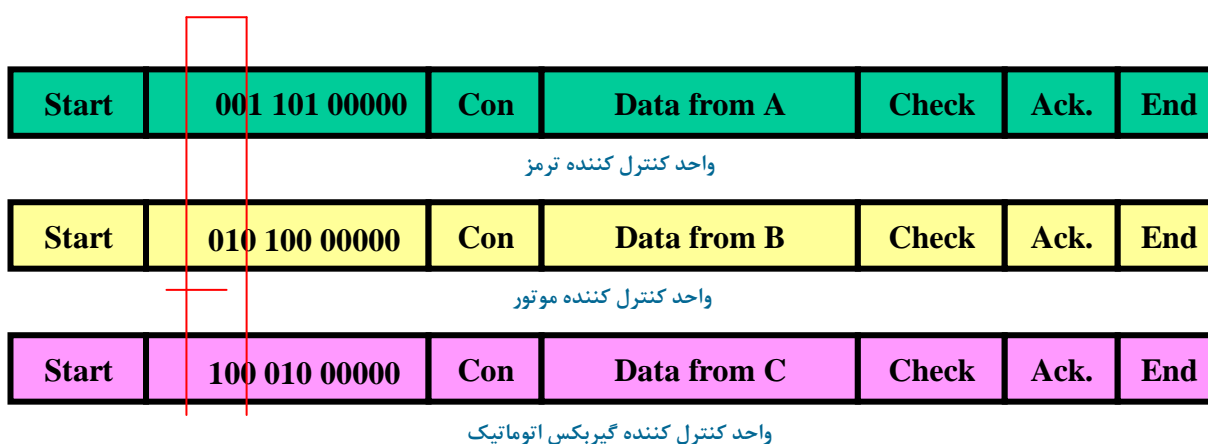 Start 001 101 00000 Con Data from A Check Ack. End
واحد کنترل کننده ترمز
Start 010 100 00000 Con Data from B Check Ack. End
واحد کنترل کننده موتور
Start 100 010 00000 Con Data from C Check Ack. End
واحد کنترل کننده گیربکس اتوماتیک